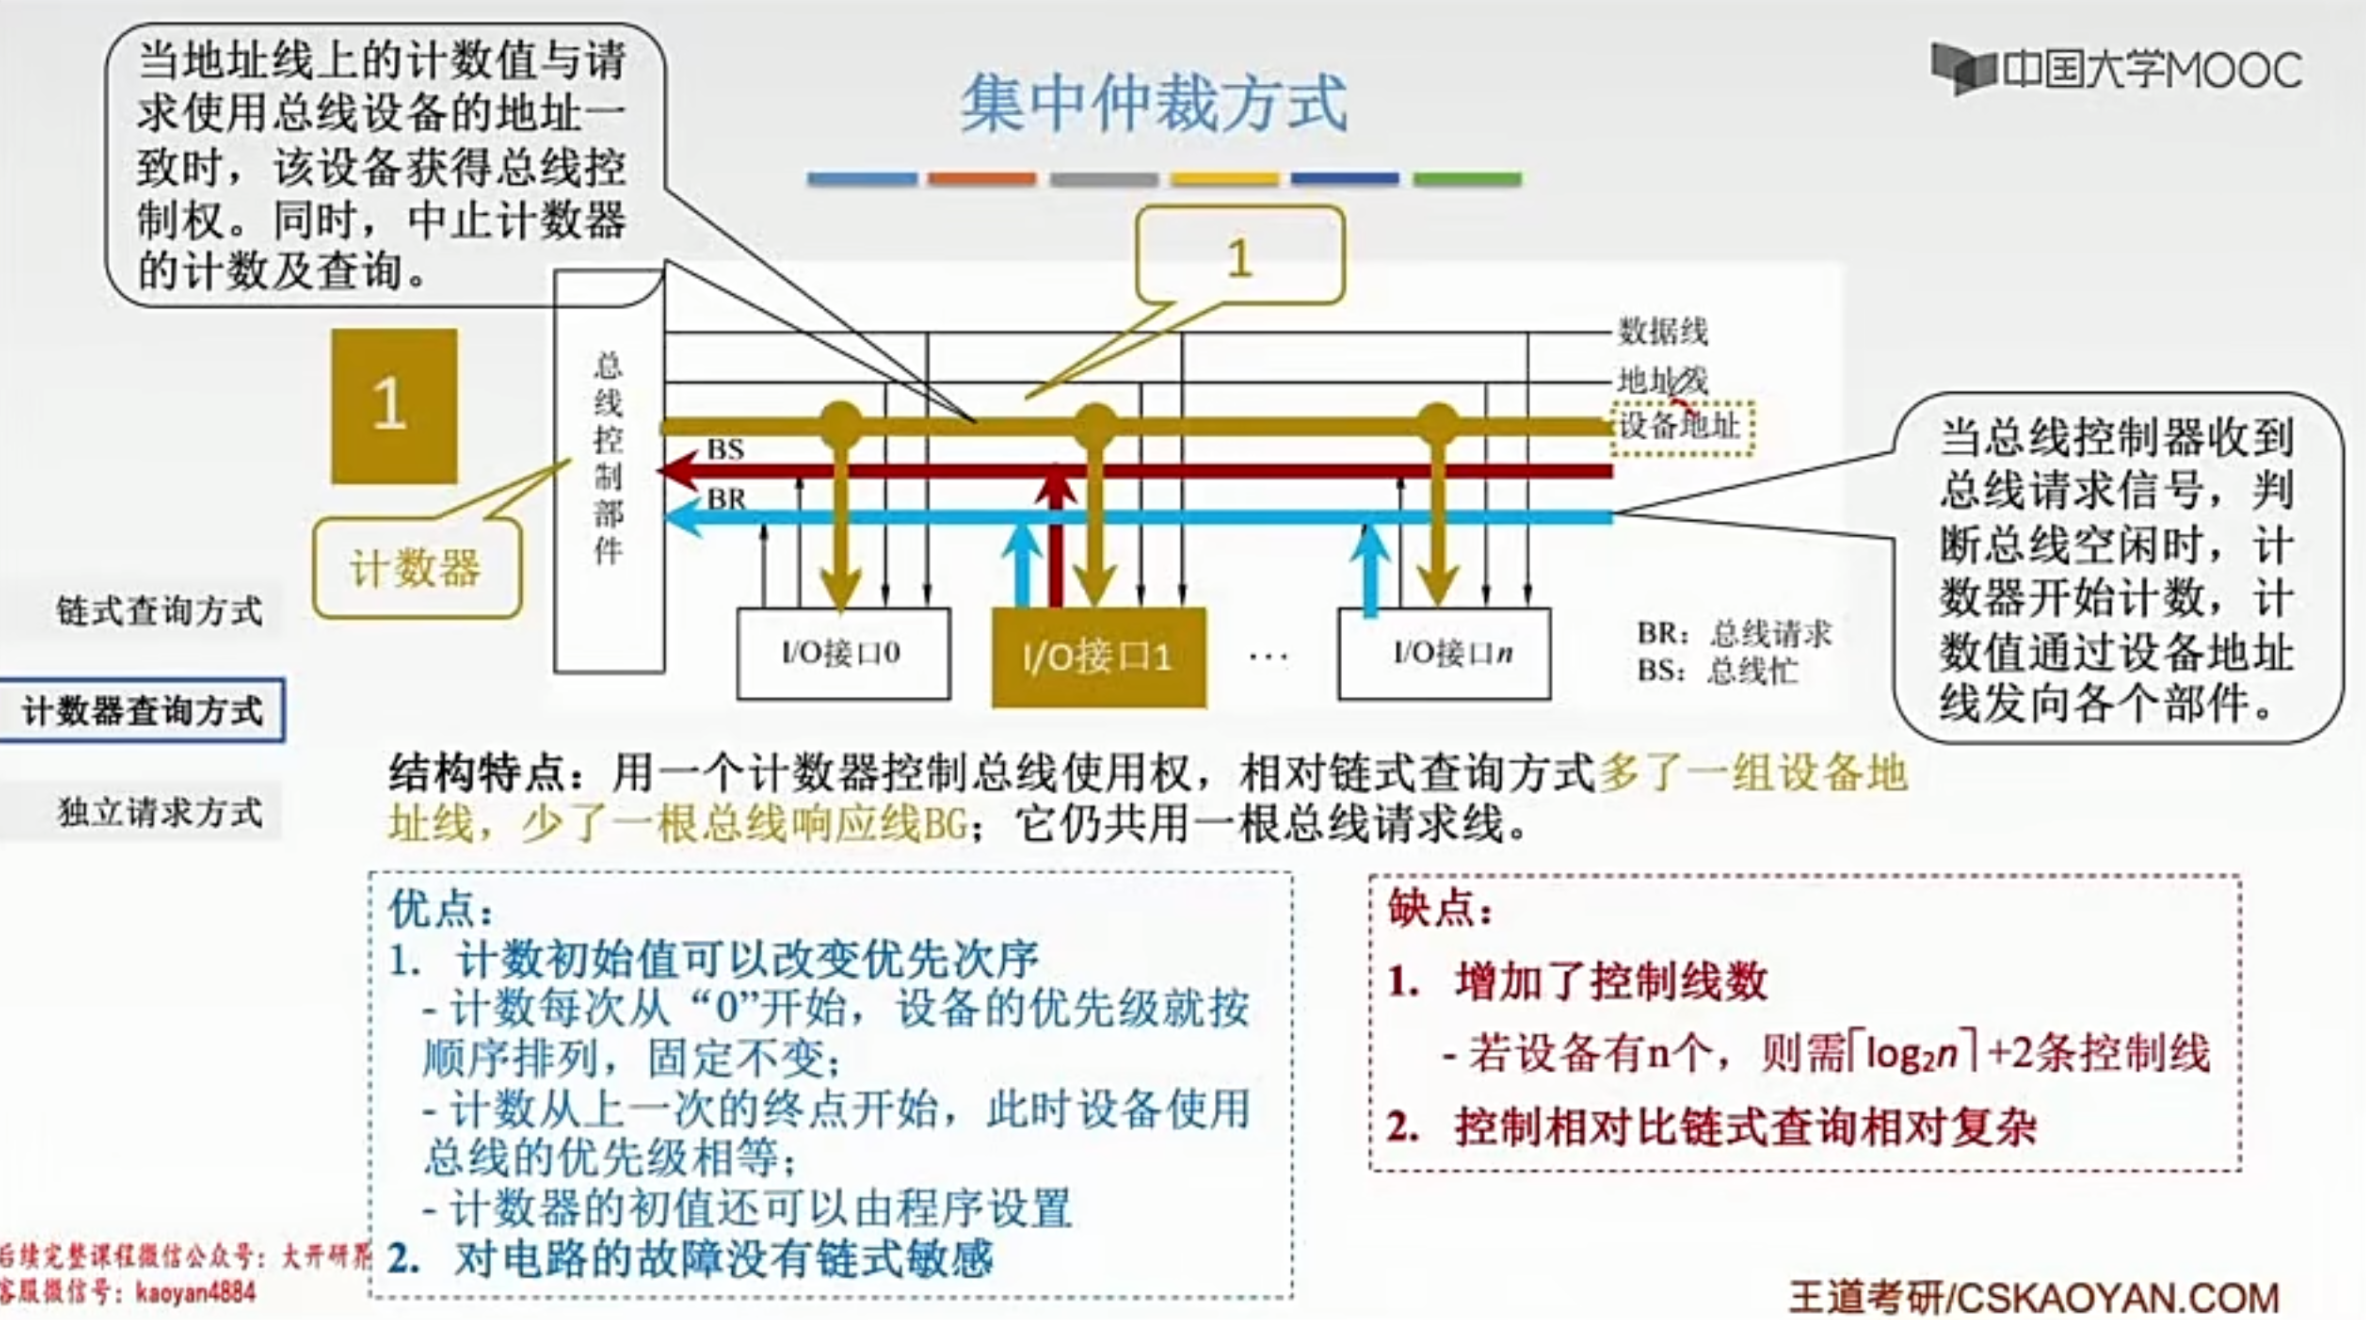 当地址线上的计数值与请
求使用总线设备的地址一
致时，该设备获得总线控
制权。同时，中止计数器
的计数及查询。
集中仲裁方式
中国大学MOOC
1
1
计数器
总
线
控
制
部
件
数据线
地址线
设备地址
BS
BR
I/O接口0
I/O接口1
...
I/O接口n
BR：总线请求
BS：总线忙
当总线控制器收到
总线请求信号，判
断总线空闲时，计
数器开始计数，计
数值通过设备地址
线发向各个部件。
链式查询方式
计数器查询方式
独立请求方式
结构特点：用一个计数器控制总线使用权，相对链式查询方式多了一组设备地
址线，少了一根总线响应线BG；它仍共用一根总线请求线。
优点：
1. 计数初始值可以改变优先次序
- 计数每次从“0”开始，设备的优先级就按
顺序排列，固定不变；
- 计数从上一次的终点开始，此时设备使用
总线的优先级相等；
- 计数器的初值还可以由程序设置
2. 对电路的故障没有链式敏感
缺点：
1. 增加了控制线数
- 若设备有n个，则需⌈log₂n⌉+2条控制线
2. 控制相对比链式查询相对复杂
后续完整课程微信公众号：大开研界
客服微信号：kaoyan4884
王道考研/CSKAOYAN.COM